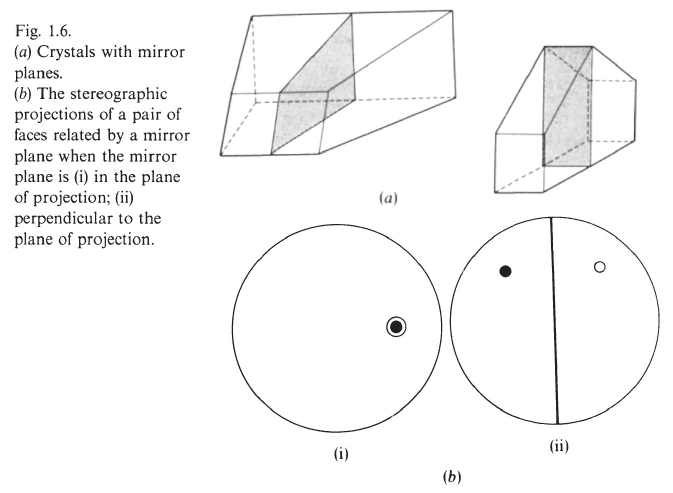 Fig. 1.6.
(a) Crystals with mirror
planes.
(b) The stereographic
projections of a pair of
faces related by a mirror
plane when the mirror
plane is (i) in the plane
of projection; (ii)
perpendicular to the
plane of projection.
(a)
(i)
(ii)
(b)